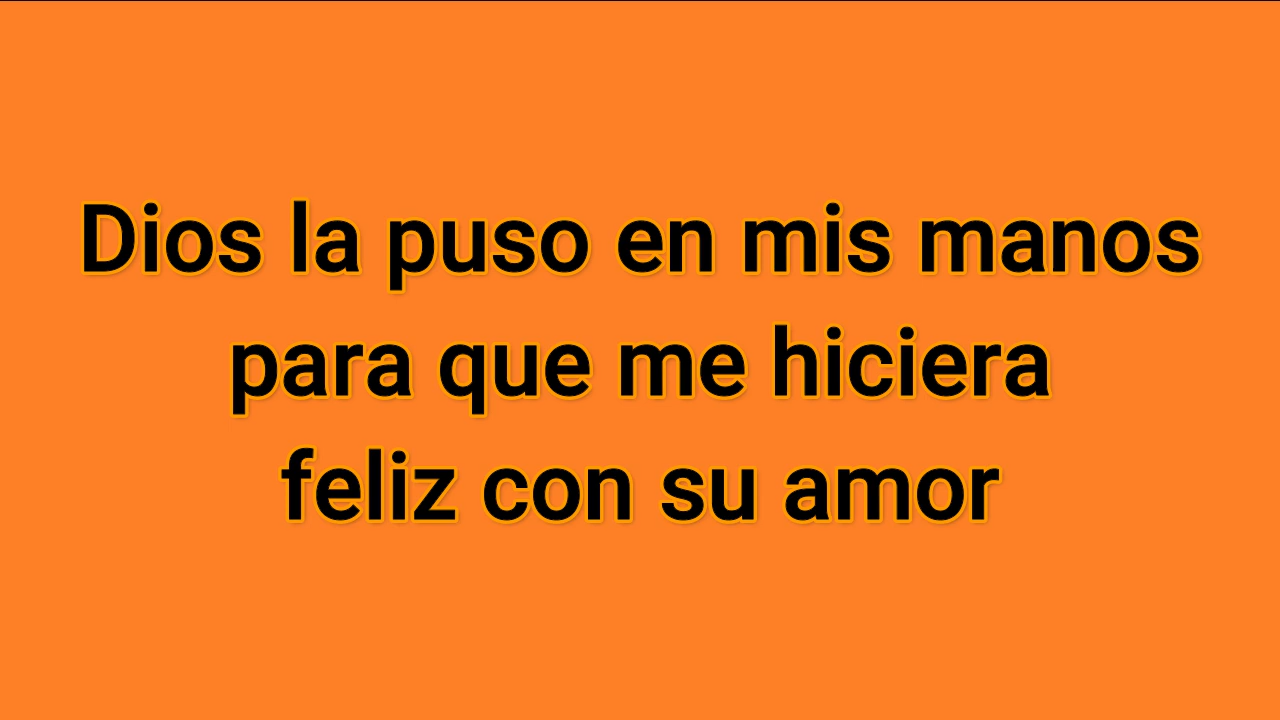 Dios la puso en mis manos
para que me hiciera
feliz con su amor